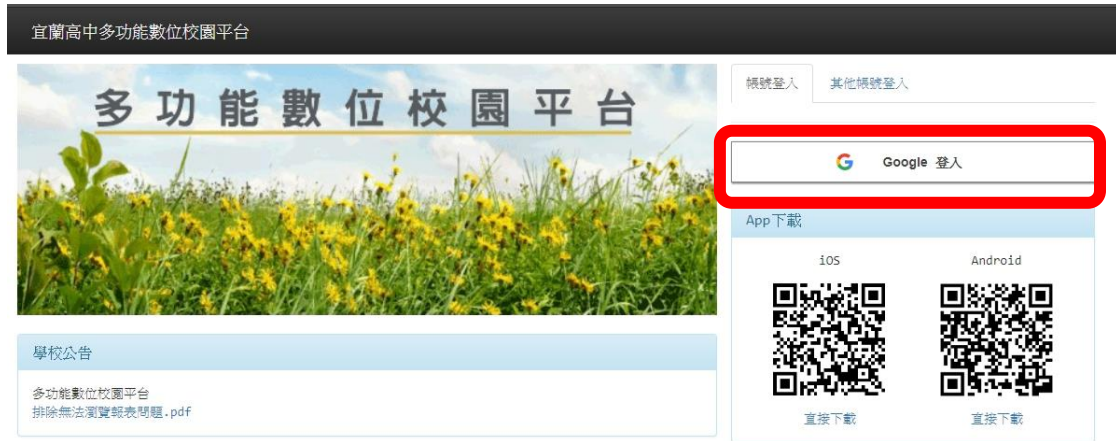 宜蘭高中多功能數位校園平台
多功能數位校園平台
帳號登入
其他帳號登入
Google 登入
App下載
iOS
Android
直接下載
直接下載
學校公告
多功能數位校園平台
排除無法瀏覽報表問題.pdf